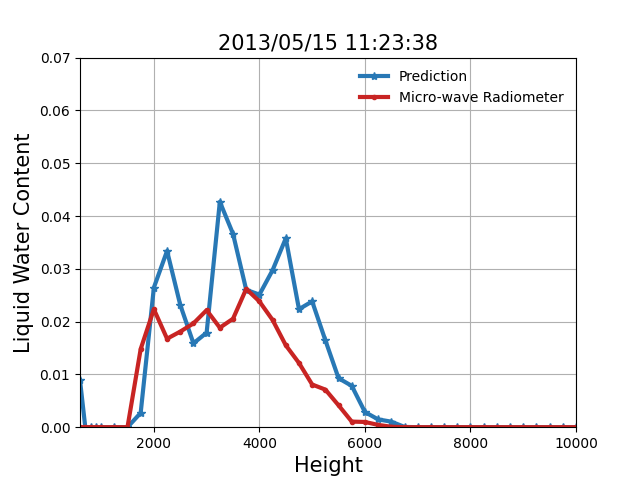 2013/05/15 11:23:38
0.07
0.06
0.05
0.04
0.03
0.02
0.01
0.00
Liquid Water Content
Prediction
Micro-wave Radiometer
2000 4000 6000 8000 10000
Height